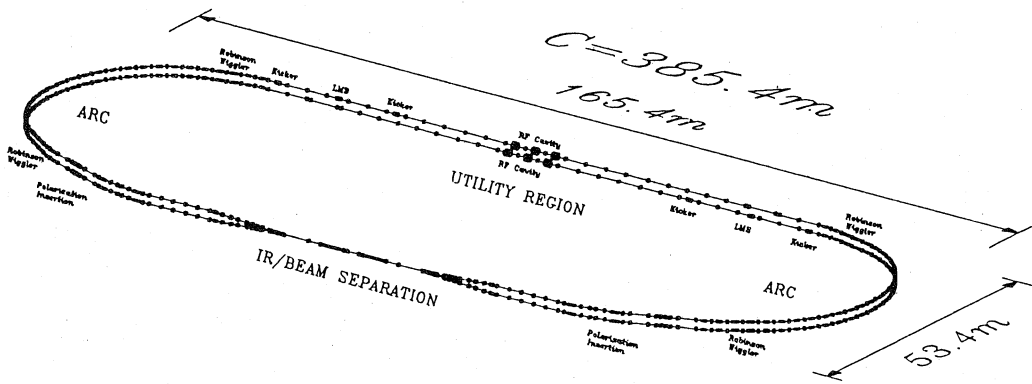 C=385.4m
165.4m
Robinson
Wiggler
Kicker
LMB
Kicker
RF Cavity
RF Cavity
UTILITY REGION
ARC
Robinson
Wiggler
Polarization
Insertion
IR/BEAM SEPARATION
Kicker
LMB
Kicker
Robinson
Wiggler
ARC
Polarization
Insertion
Robinson
Wiggler
53.4m